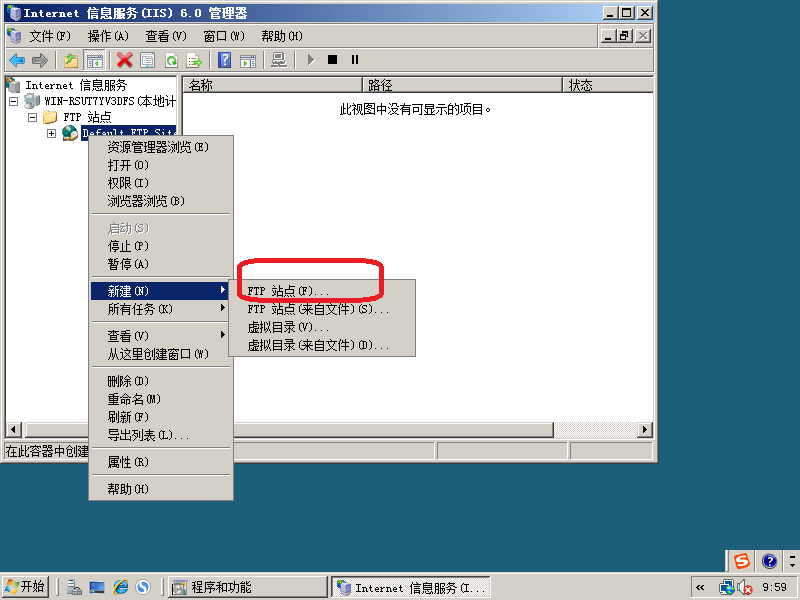 Internet 信息服务(IIS) 6.0 管理器
文件(F) 操作(A) 查看(V) 窗口(W) 帮助(H)
Internet 信息服务
名称 路径 状态
WIN-RSUT7YV3DFS(本地计
此视图中没有可显示的项目。
FTP 站点
Default FTP Site
资源管理器浏览(E)
打开(O)
权限(I)
浏览器浏览(B)
启动(S)
停止(P)
暂停(A)
新建(N)
FTP 站点(F)...
所有任务(K)
FTP 站点(来自文件)(S)...
虚拟目录(V)...
查看(V)
虚拟目录(来自文件)(D)...
从这里创建窗口(W)
删除(D)
重命名(M)
刷新(F)
导出列表(L)...
在此容器中创建
属性(R)
帮助(H)
开始
程序和功能
Internet 信息服务(I...
9:59